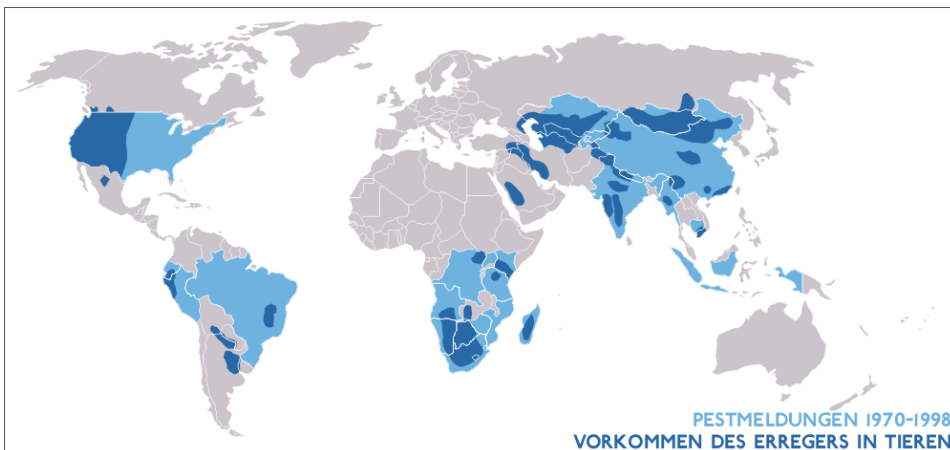 PESTMELDUNGEN 1970-1998
VORKOMMEN DES ERREGERS IN TIEREN